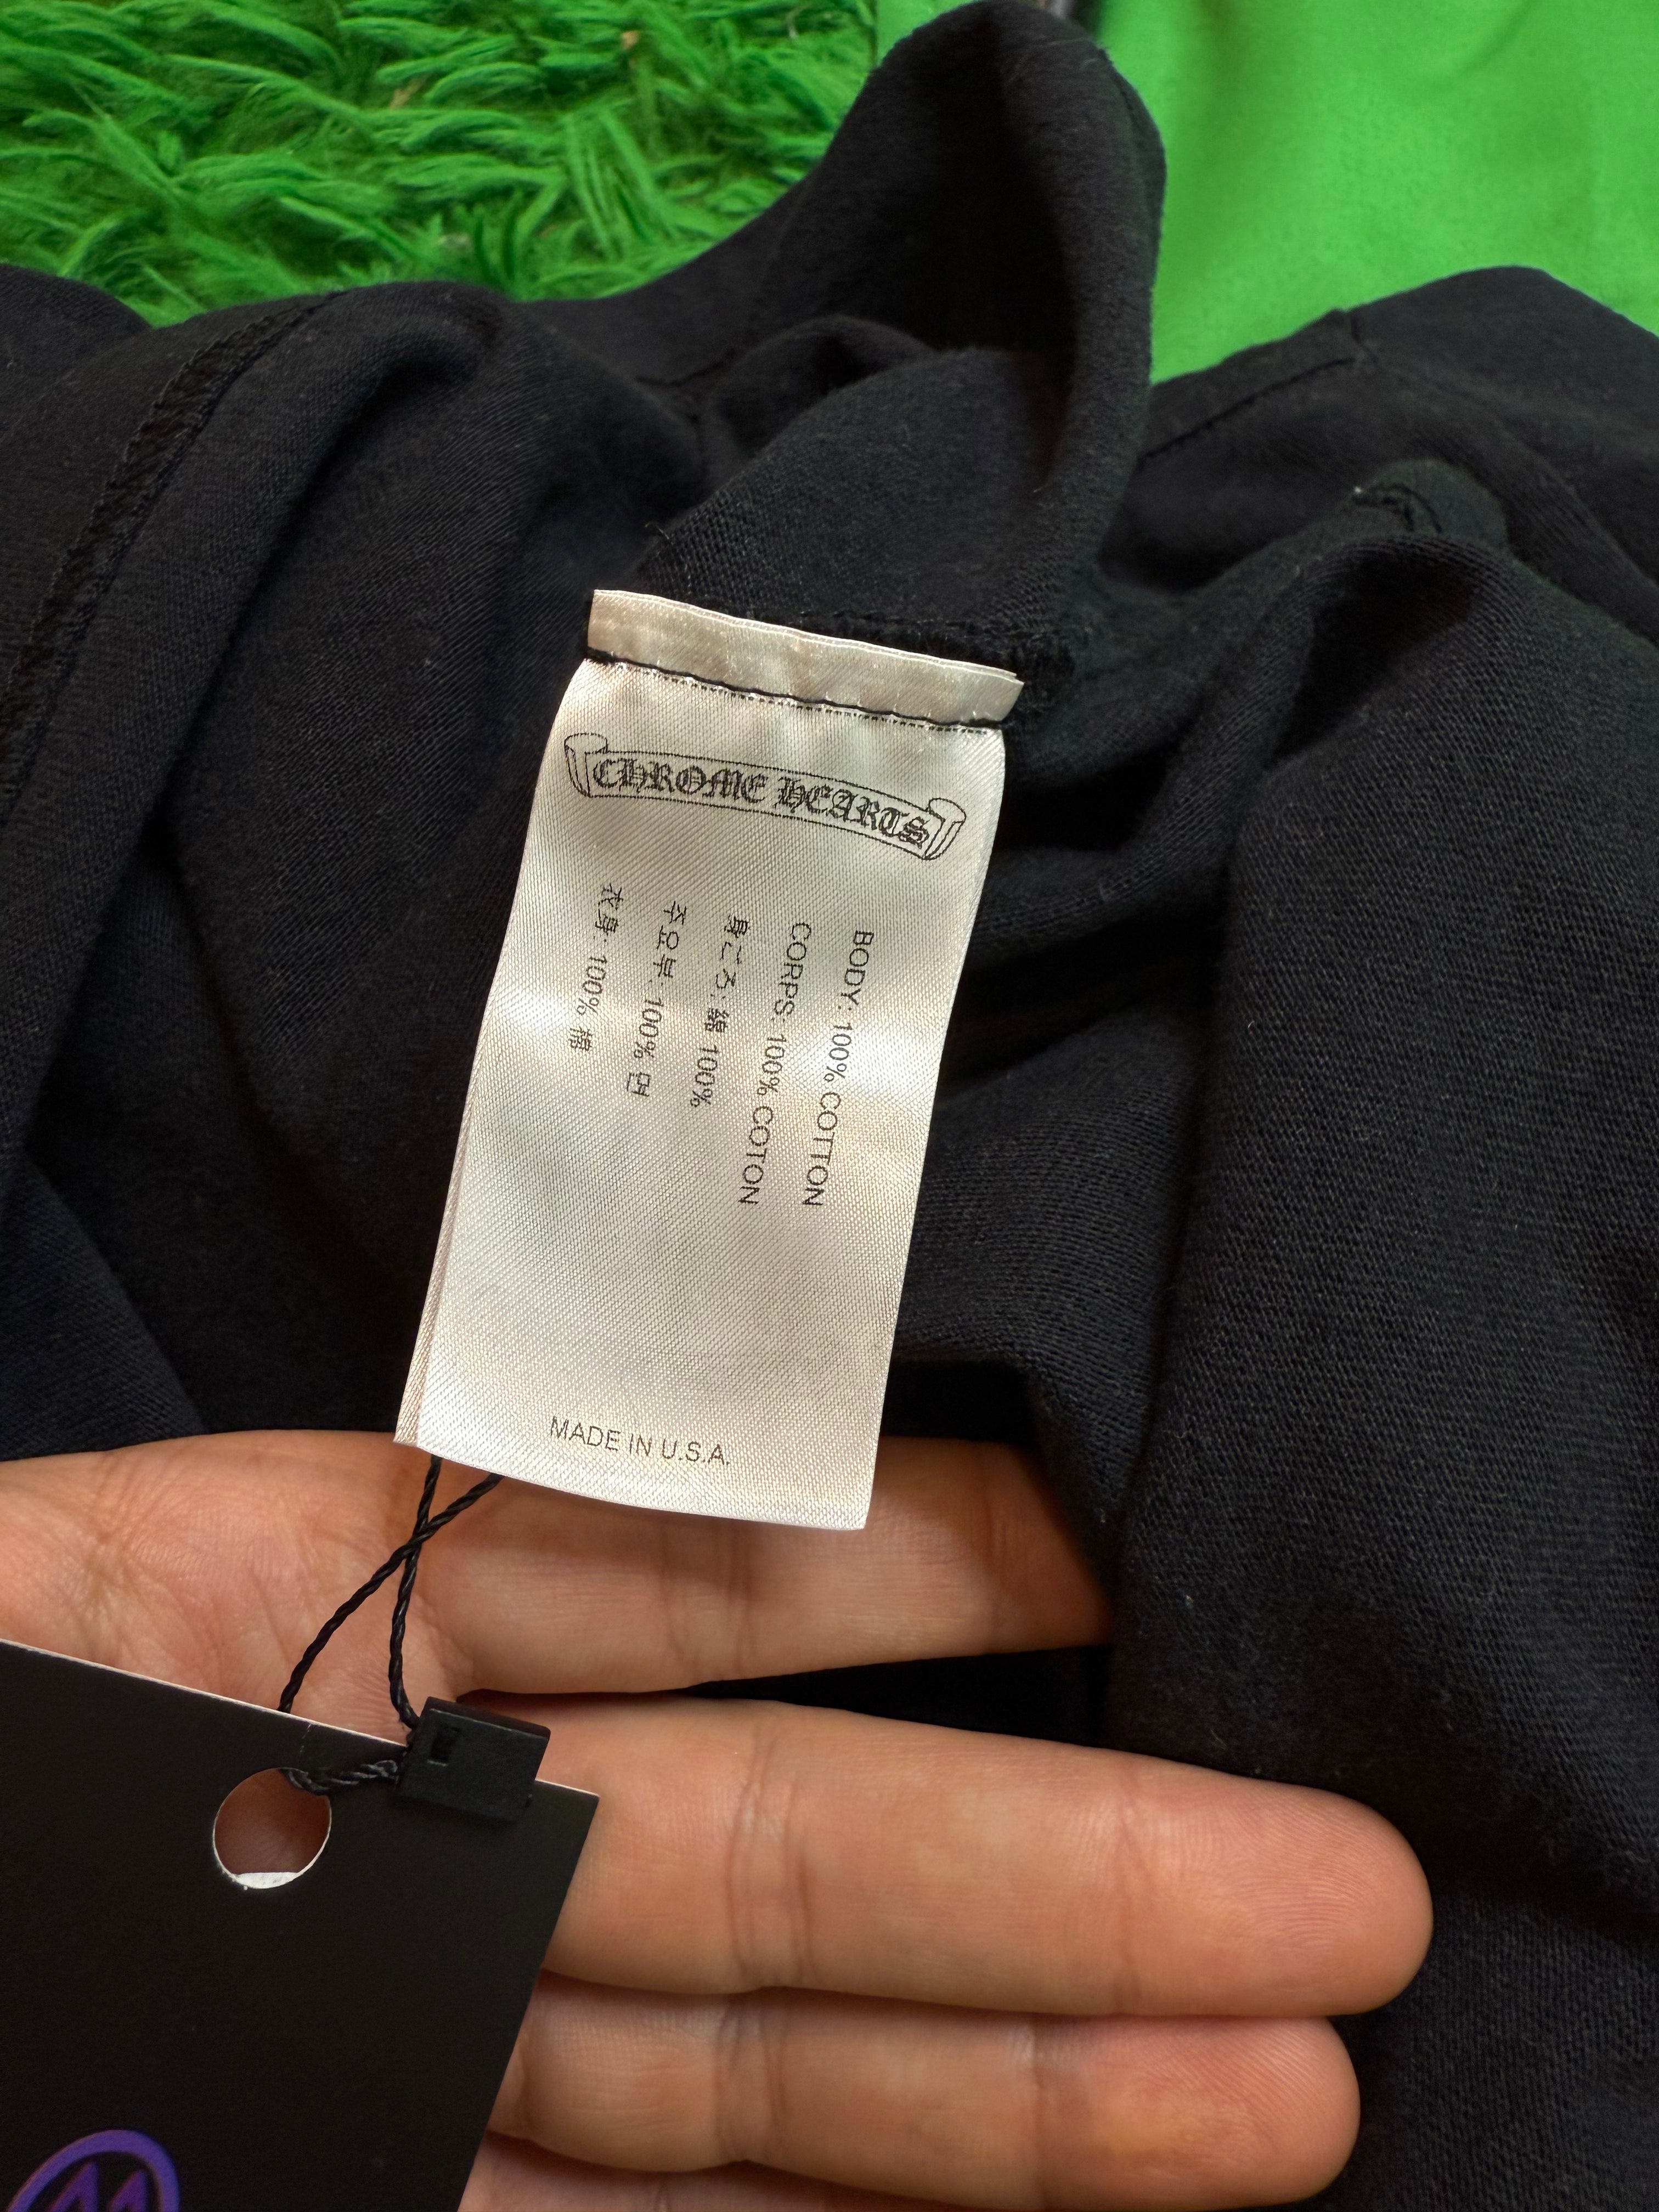 CHROME HEARTS
BODY: 100% COTTON
CORPS: 100% COTON
身ごろ: 綿 100%
주요부: 100% 면
衣身: 100% 棉
MADE IN U.S.A.